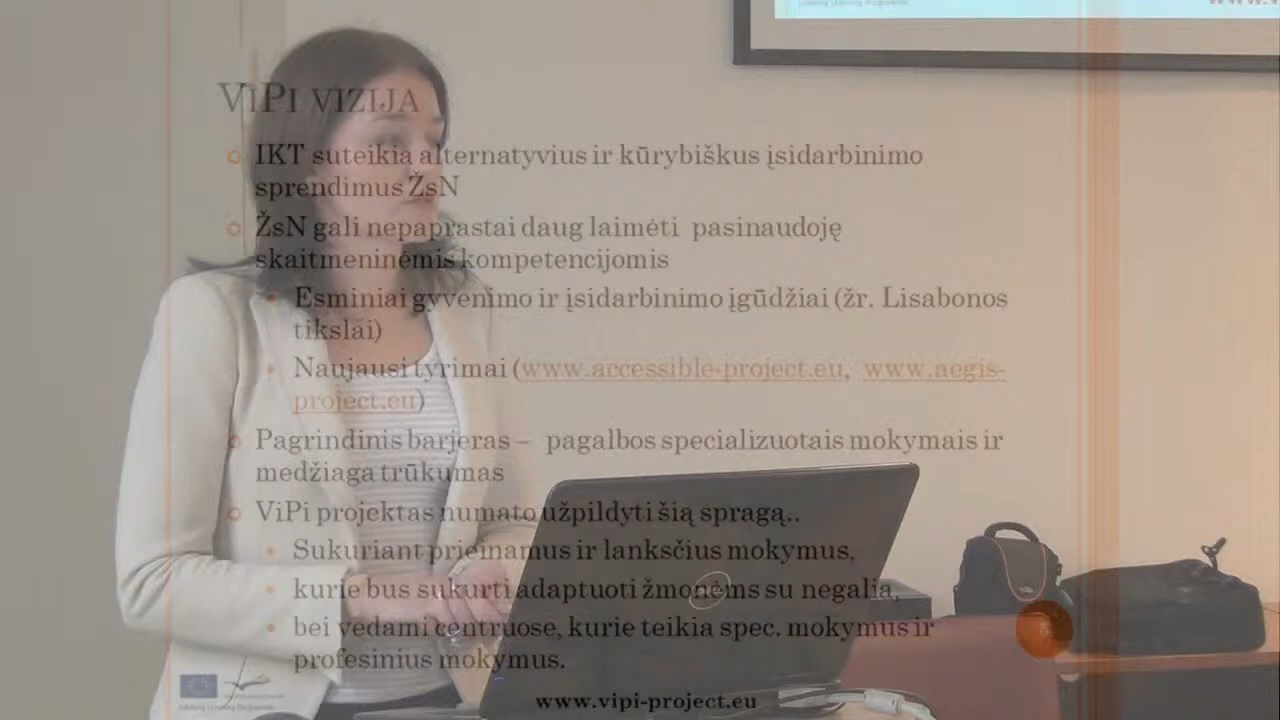 ViPi vizija
IKT suteikia alternatyvius ir kūrybiškus įsidarbinimo
sprendimus ŽsN
ŽsN gali nepaprastai daug laimėti pasinaudoję
skaitmeninėmis kompetencijomis
Esminiai gyvenimo ir įsidarbinimo įgūdžiai (žr. Lisabonos
tikslai)
Naujausi tyrimai (www.accessible-project.eu, www.aegis-
project.eu)
Pagrindinis barjeras – pagalbos specializuotais mokymais ir
medžiaga trūkumas
ViPi projektas numato užpildyti šią spragą..
Sukuriant prieinamus ir lanksčius mokymus,
kurie bus sukurti adaptuoti žmonėms su negalia,
bei vedami centruose, kurie teikia spec. mokymus ir
profesinius mokymus.
www.vipi-project.eu